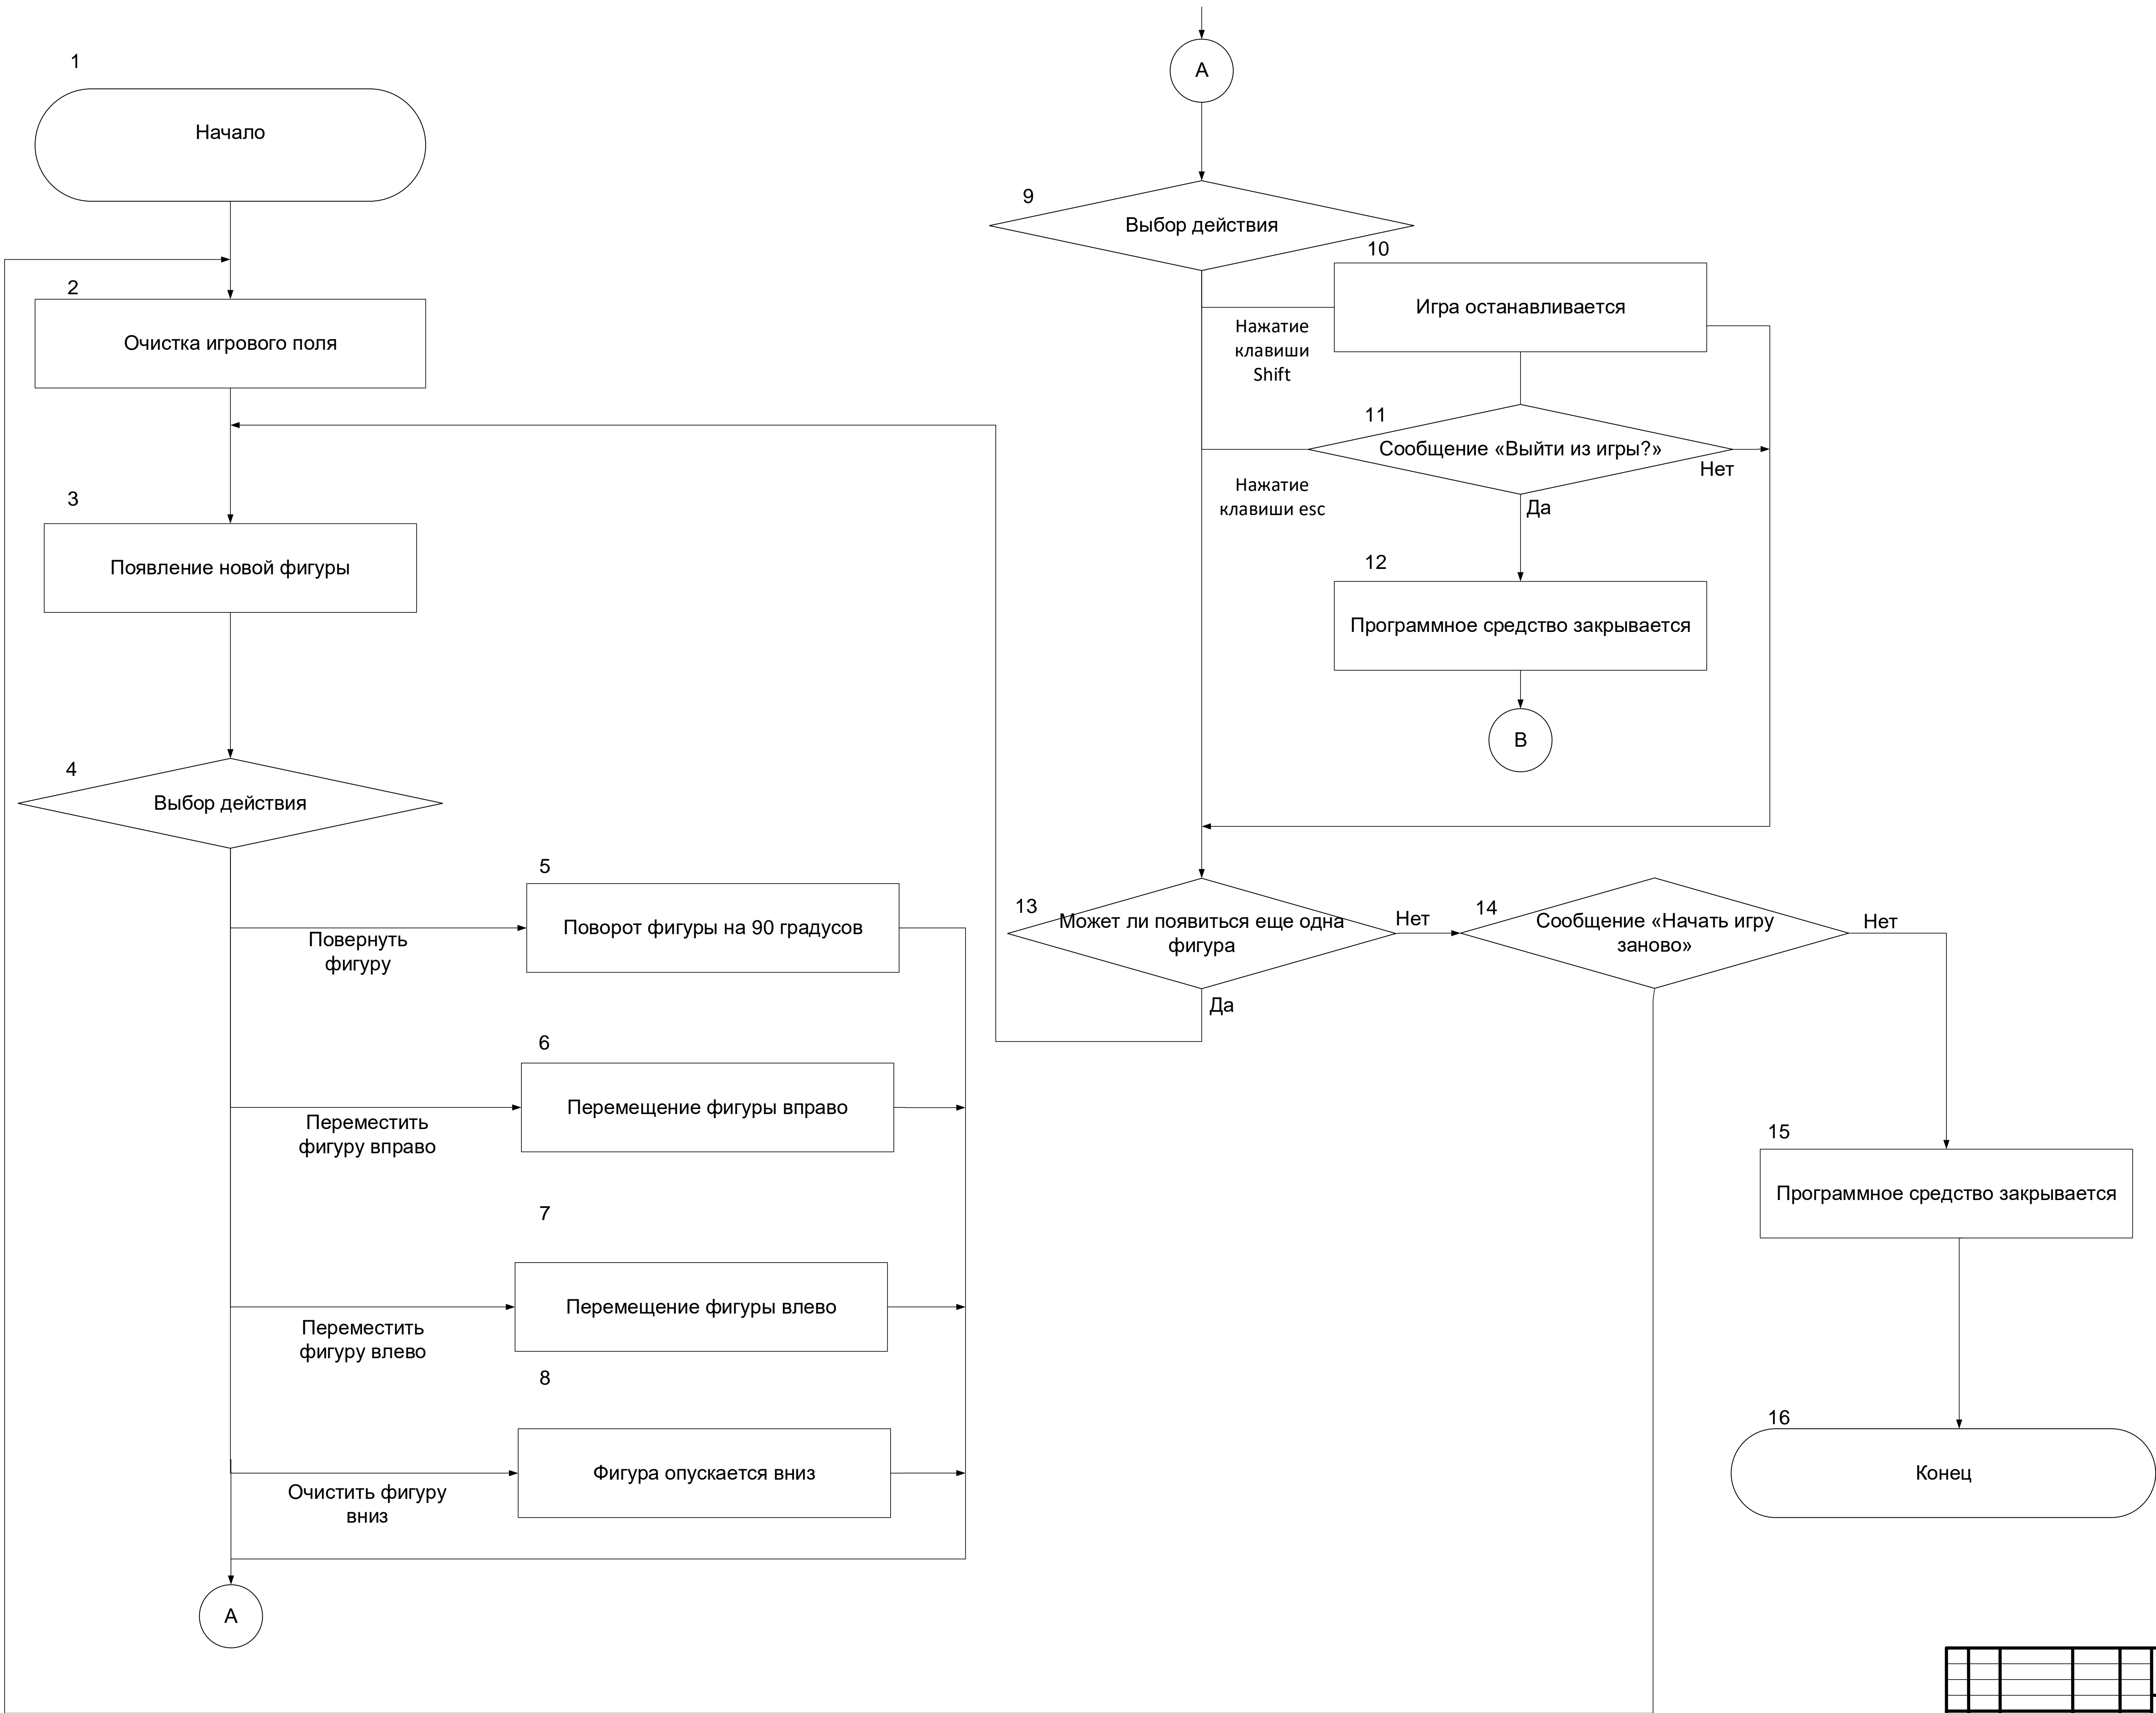 1
Начало
2
Очистка игрового поля
3
Появление новой фигуры
4
Выбор действия
5
Поворот фигуры на 90 градусов
Повернуть
фигуру
6
Перемещение фигуры вправо
Переместить
фигуру вправо
7
Перемещение фигуры влево
Переместить
фигуру влево
8
Фигура опускается вниз
Очистить фигуру
вниз
А
А
9
Выбор действия
10
Игра останавливается
Нажатие
клавиши
Shift
11
Сообщение «Выйти из игры?»
Нет
Нажатие
клавиши esc
Да
12
Программное средство закрывается
В
13
Может ли появиться еще одна
фигура
Нет
Да
14
Сообщение «Начать игру
заново»
Нет
15
Программное средство закрывается
16
Конец